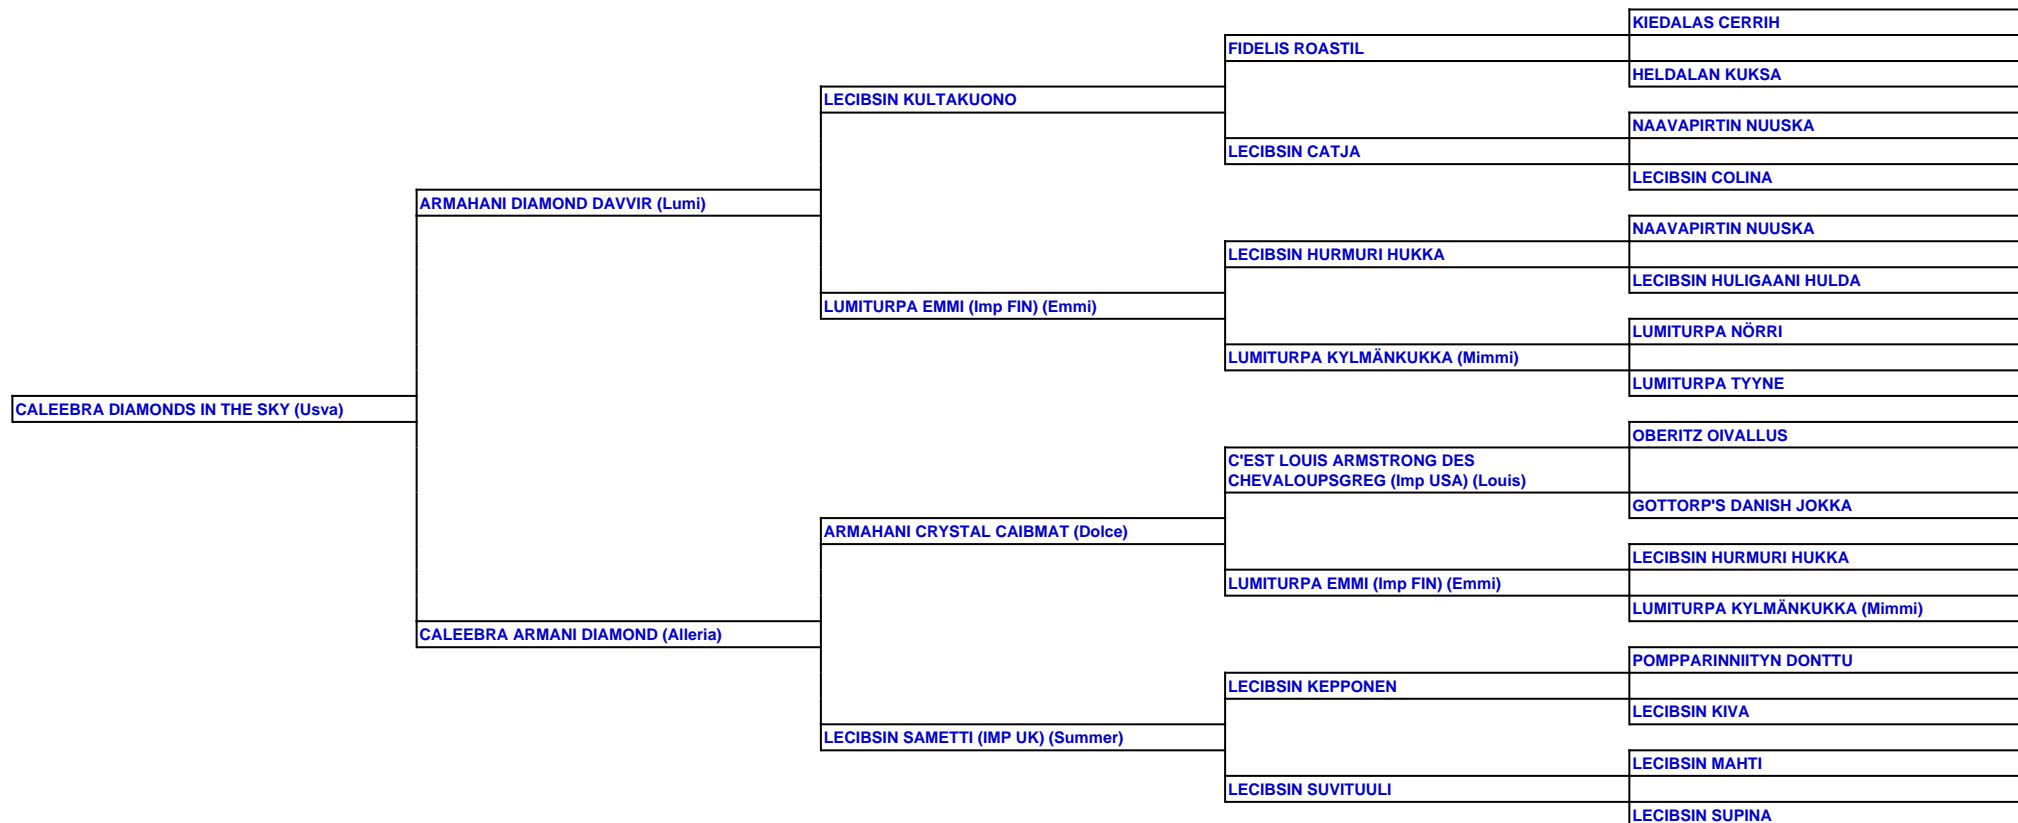 KIEDALAS CERRIH
FIDELIS ROASTIL
HELDALAN KUKSA
LECIBSIN KULTAKUONO
NAAVAPIRTIN NUUSKA
LECIBSIN CATJA
LECIBSIN COLINA
ARMAHANI DIAMOND DAVVIR (Lumi)
NAAVAPIRTIN NUUSKA
LECIBSIN HURMURI HUKKA
LECIBSIN HULIGAANI HULDA
LUMITURPA EMMI (Imp FIN) (Emmi)
LUMITURPA NÖRRI
LUMITURPA KYLMÄNKUKKA (Mimmi)
LUMITURPA TYYNE
CALEEBRA DIAMONDS IN THE SKY (Usva)
OBERITZ OIVALLUS
C'EST LOUIS ARMSTRONG DES
CHEVALOUPSGREG (Imp USA) (Louis)
GOTTORP'S DANISH JOKKA
ARMAHANI CRYSTAL CAIBMAT (Dolce)
LECIBSIN HURMURI HUKKA
LUMITURPA EMMI (Imp FIN) (Emmi)
LUMITURPA KYLMÄNKUKKA (Mimmi)
CALEEBRA ARMANI DIAMOND (Alleria)
POMPPARINNIITYN DONTTU
LECIBSIN KEPPONEN
LECIBSIN KIVA
LECIBSIN SAMETTI (IMP UK) (Summer)
LECIBSIN MAHTI
LECIBSIN SUVITUULI
LECIBSIN SUPINA